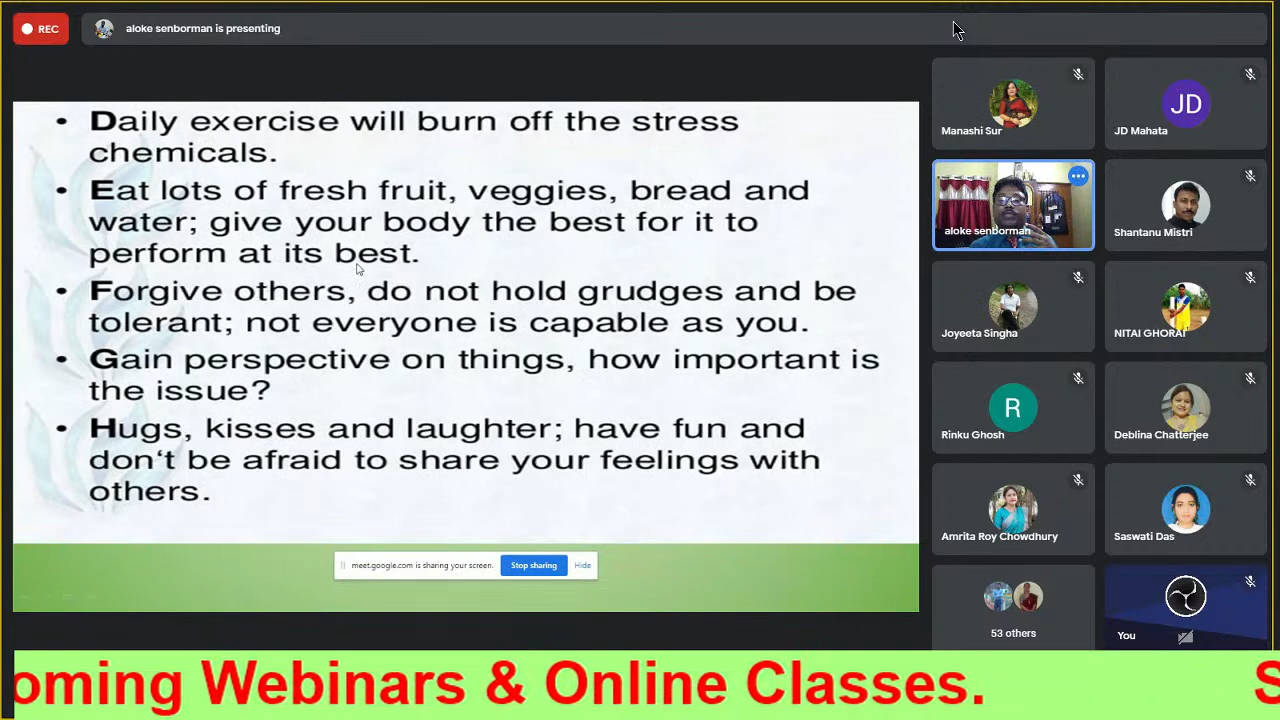 REC
aloke senborman is presenting
• Daily exercise will burn off the stress
chemicals.
• Eat lots of fresh fruit, veggies, bread and
water; give your body the best for it to
perform at its best.
• Forgive others, do not hold grudges and be
tolerant; not everyone is capable as you.
• Gain perspective on things, how important is
the issue?
• Hugs, kisses and laughter; have fun and
don‘t be afraid to share your feelings with
others.
meet.google.com is sharing your screen. Stop sharing Hide
Manashi Sur
JD
JD Mahata
aloke senborman
Shantanu Mistri
Joyeeta Singha
NITAI GHORAI
R
Rinku Ghosh
Deblina Chatterjee
Amrita Roy Chowdhury
Saswati Das
53 others
You
oming Webinars & Online Classes. S